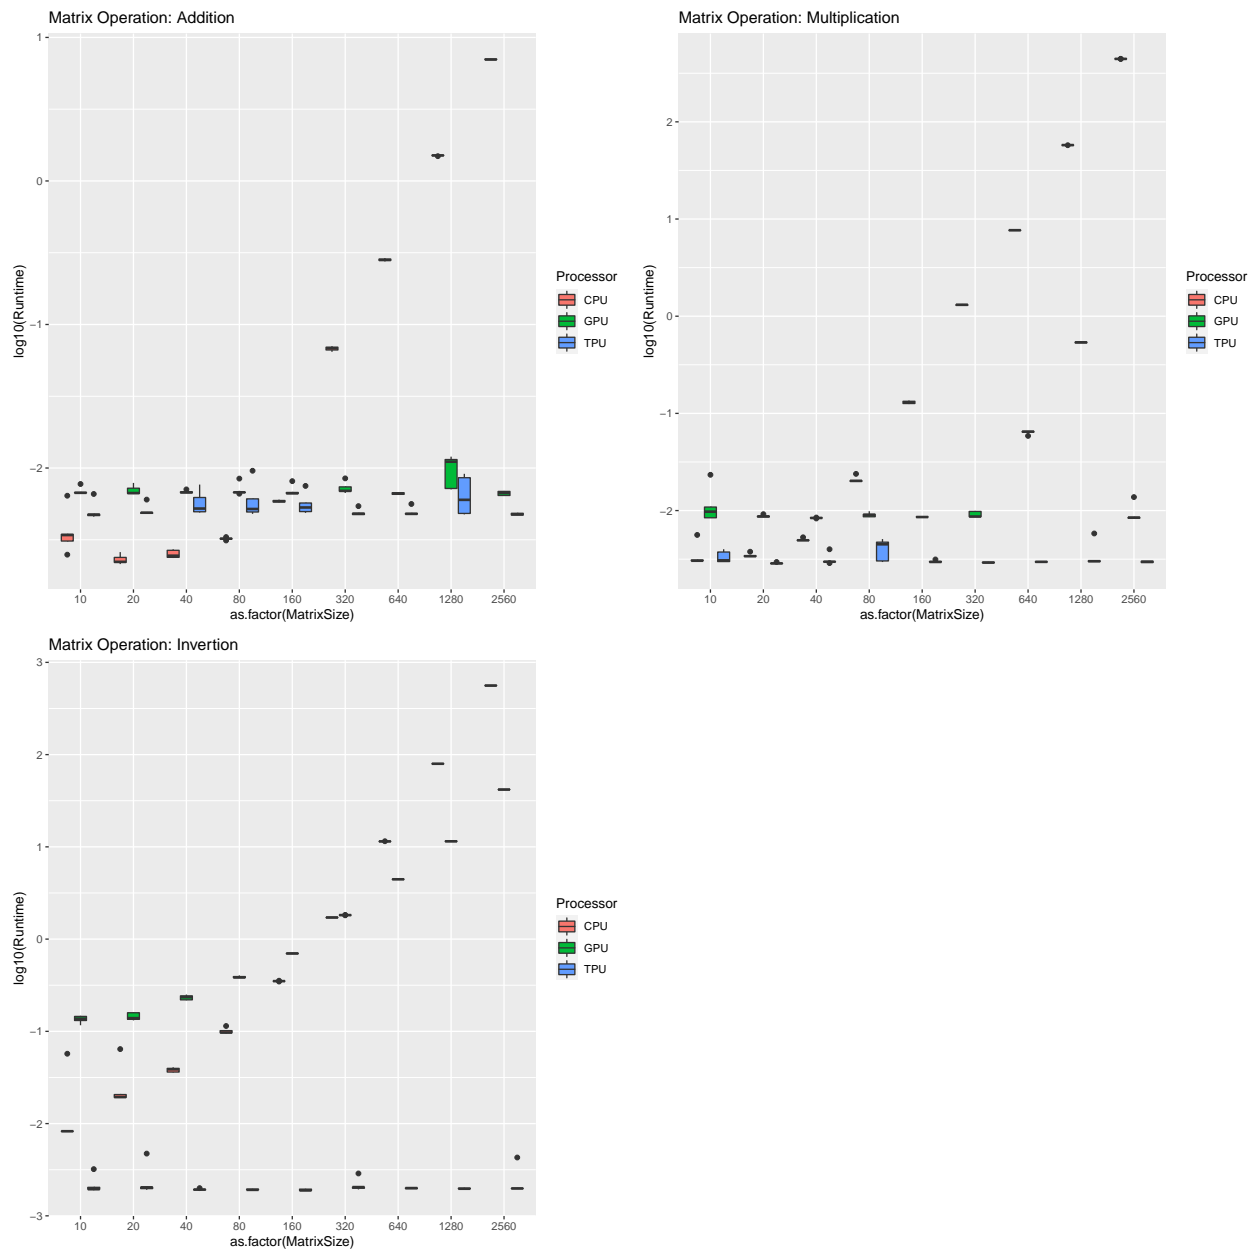 Matrix Operation: Addition
1
0
−1
−2
log10(Runtime)
10 20 40 80 160 320 640 1280 2560
as.factor(MatrixSize)
Processor
CPU
GPU
TPU
Matrix Operation: Multiplication
2
1
0
−1
−2
log10(Runtime)
10 20 40 80 160 320 640 1280 2560
as.factor(MatrixSize)
Processor
CPU
GPU
TPU
Matrix Operation: Invertion
3
2
1
0
−1
−2
−3
log10(Runtime)
10 20 40 80 160 320 640 1280 2560
as.factor(MatrixSize)
Processor
CPU
GPU
TPU